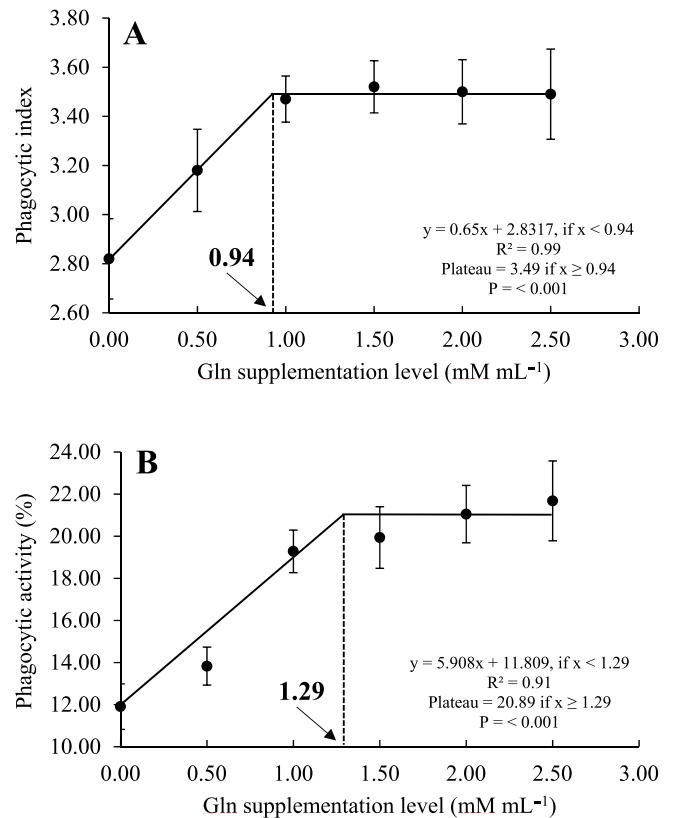 A
3.80
3.60
3.40
3.20
3.00
2.80
2.60
Phagocytic index
0.94
y = 0.65x + 2.8317, if x < 0.94
R² = 0.99
Plateau = 3.49 if x ≥ 0.94
P = < 0.001
0.00 0.50 1.00 1.50 2.00 2.50 3.00
Gln supplementation level (mM mL⁻¹)
B
24.00
22.00
20.00
18.00
16.00
14.00
12.00
10.00
Phagocytic activity (%)
1.29
y = 5.908x + 11.809, if x < 1.29
R² = 0.91
Plateau = 20.89 if x ≥ 1.29
P = < 0.001
0.00 0.50 1.00 1.50 2.00 2.50 3.00
Gln supplementation level (mM mL⁻¹)